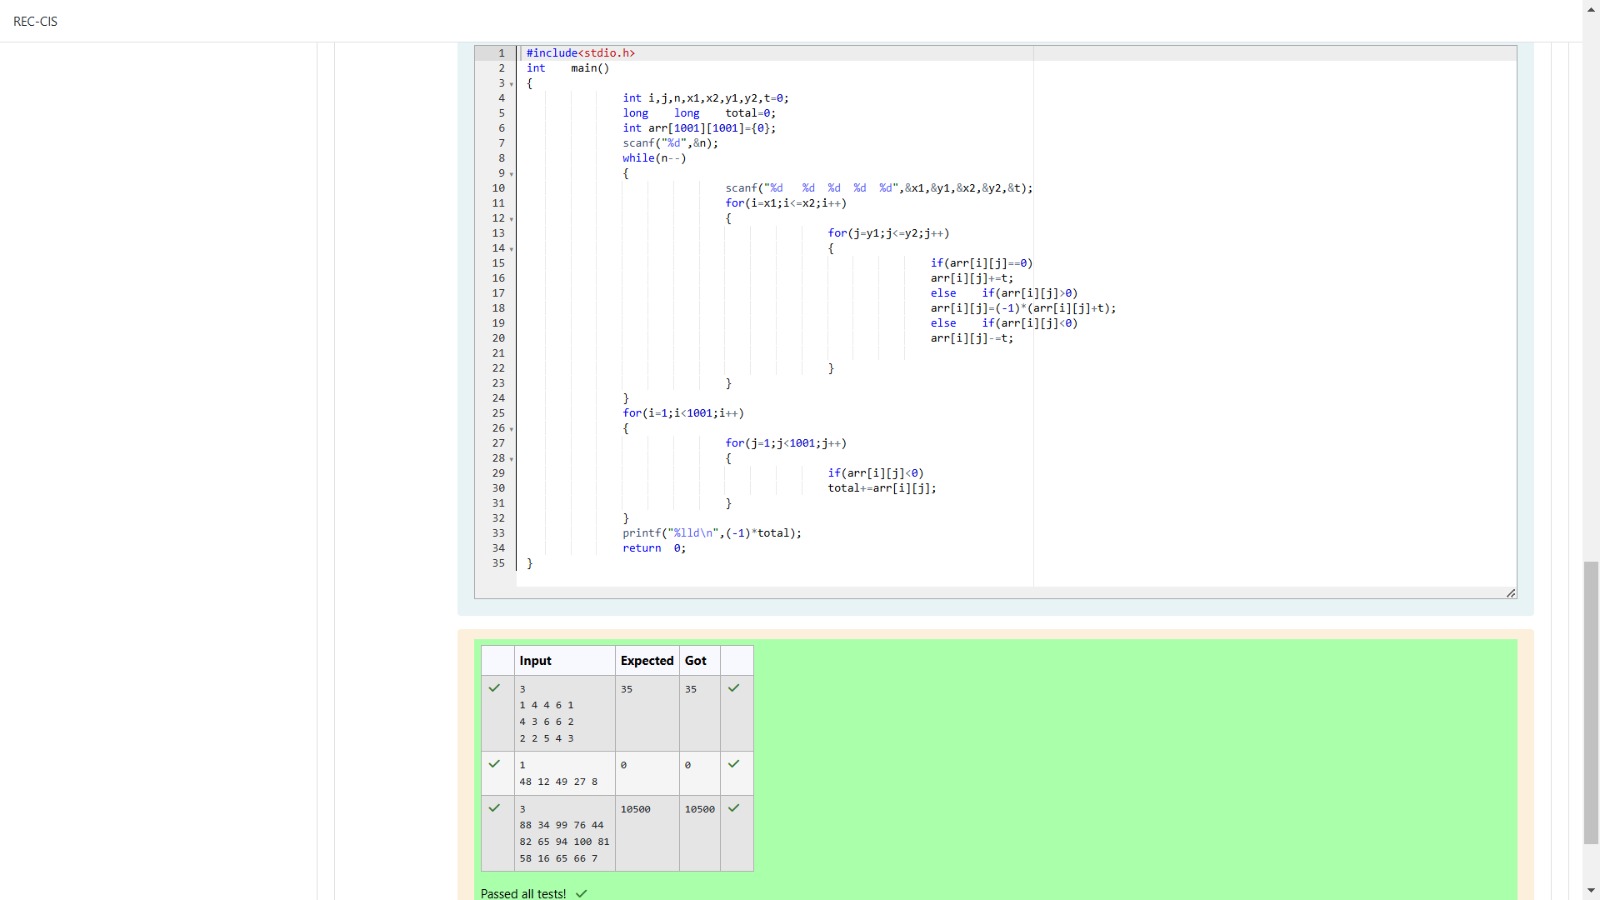 REC-CIS
1 #include<stdio.h>
2 int main()
3 {
4 int i,j,n,x1,x2,y1,y2,t=0;
5 long long total=0;
6 int arr[1001][1001]={0};
7 scanf("%d",&n);
8 while(n--)
9 {
10 scanf("%d %d %d %d %d",&x1,&y1,&x2,&y2,&t);
11 for(i=x1;i<=x2;i++)
12 {
13 for(j=y1;j<=y2;j++)
14 {
15 if(arr[i][j]==0)
16 arr[i][j]+=t;
17 else if(arr[i][j]>0)
18 arr[i][j]=(-1)*(arr[i][j]+t);
19 else if(arr[i][j]<0)
20 arr[i][j]-=t;
21
22 }
23 }
24 }
25 for(i=1;i<1001;i++)
26 {
27 for(j=1;j<1001;j++)
28 {
29 if(arr[i][j]<0)
30 total+=arr[i][j];
31 }
32 }
33 printf("%lld\n",(-1)*total);
34 return 0;
35 }
Input Expected Got
3 35 35
1 4 4 6 1
4 3 6 6 2
2 2 5 4 3
1 0 0
48 12 49 27 8
3 10500 10500
88 34 99 76 44
82 65 94 100 81
58 16 65 66 7
Passed all tests!